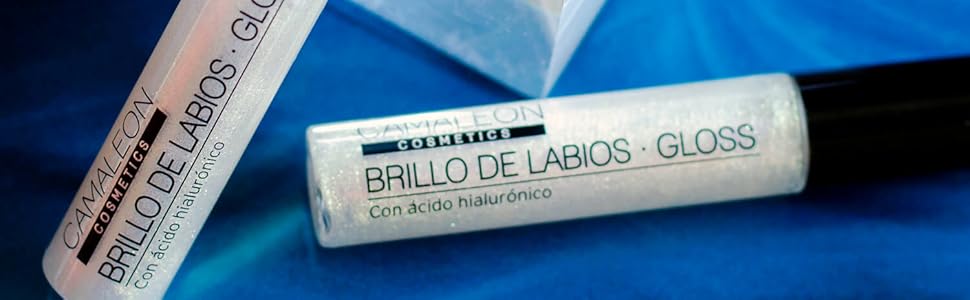 CAMALEON
COSMETICS
BRILLO DE LABIOS · GLOSS
Con ácido hialurónico
CAMALEON
COSMETICS
BRILLO DE LABIOS · GLOSS
Con ácido hialurónico